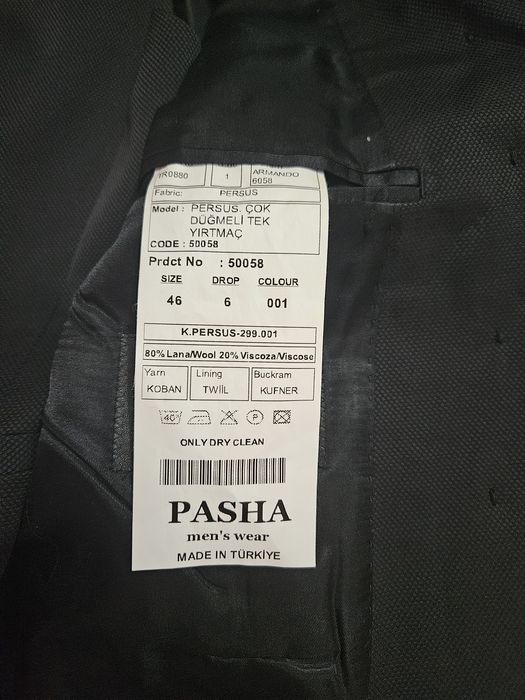 YR0880 1 ARMANDO
6058
Fabric: PERSUS
Model : PERSUS. ÇOK
DÜĞMELİ TEK
YIRTMAÇ
CODE : 50058
Prdct No : 50058
SIZE DROP COLOUR
46 6 001
K.PERSUS-299.001
80% Lana/Wool 20% Viscoza/Viscose
Yarn Lining Buckram
KOBAN TWİİL KUFNER
40° P
ONLY DRY CLEAN
PASHA
men's wear
MADE IN TÜRKİYE